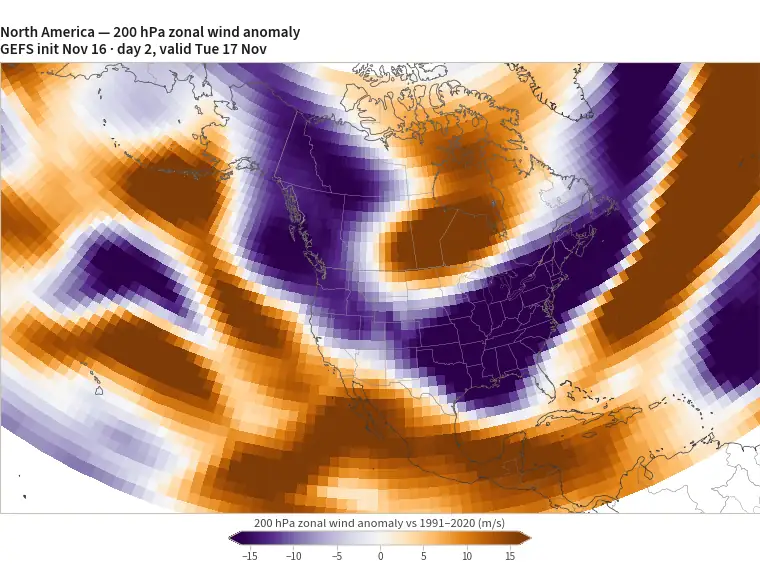 North America — 200 hPa zonal wind anomaly
GEFS init Nov 16 · day 2, valid Tue 17 Nov
200 hPa zonal wind anomaly vs 1991–2020 (m/s)
−15 −10 −5 0 5 10 15